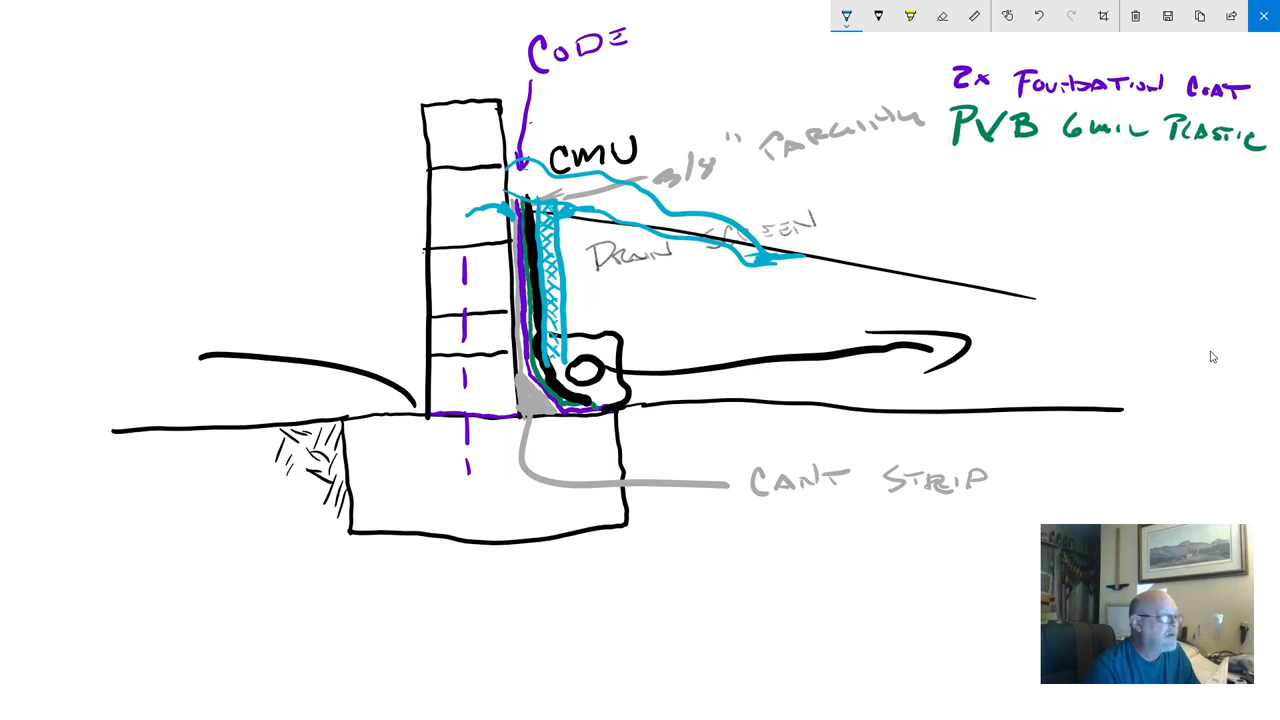 CODE
2x FOUNDATION COAT
PVB 6 MIL PLASTIC
CMU
3/4" PARGING
DRAIN SCREEN
CANT STRIP